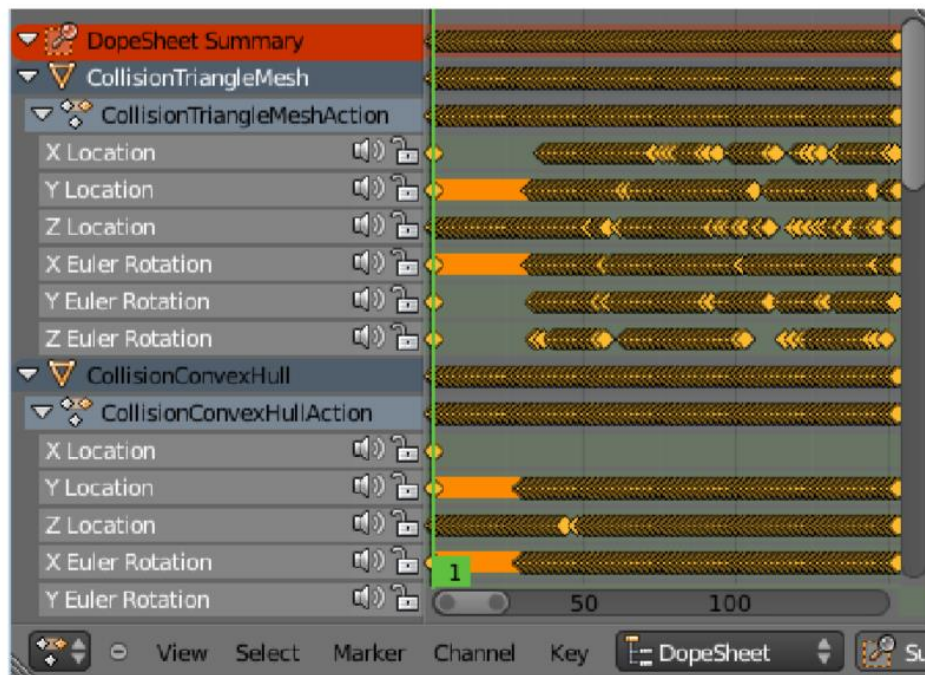 DopeSheet Summary
CollisionTriangleMesh
CollisionTriangleMeshAction
X Location
Y Location
Z Location
X Euler Rotation
Y Euler Rotation
Z Euler Rotation
CollisionConvexHull
CollisionConvexHullAction
X Location
Y Location
Z Location
X Euler Rotation
1
Y Euler Rotation
50 100
View Select Marker Channel Key DopeSheet Su